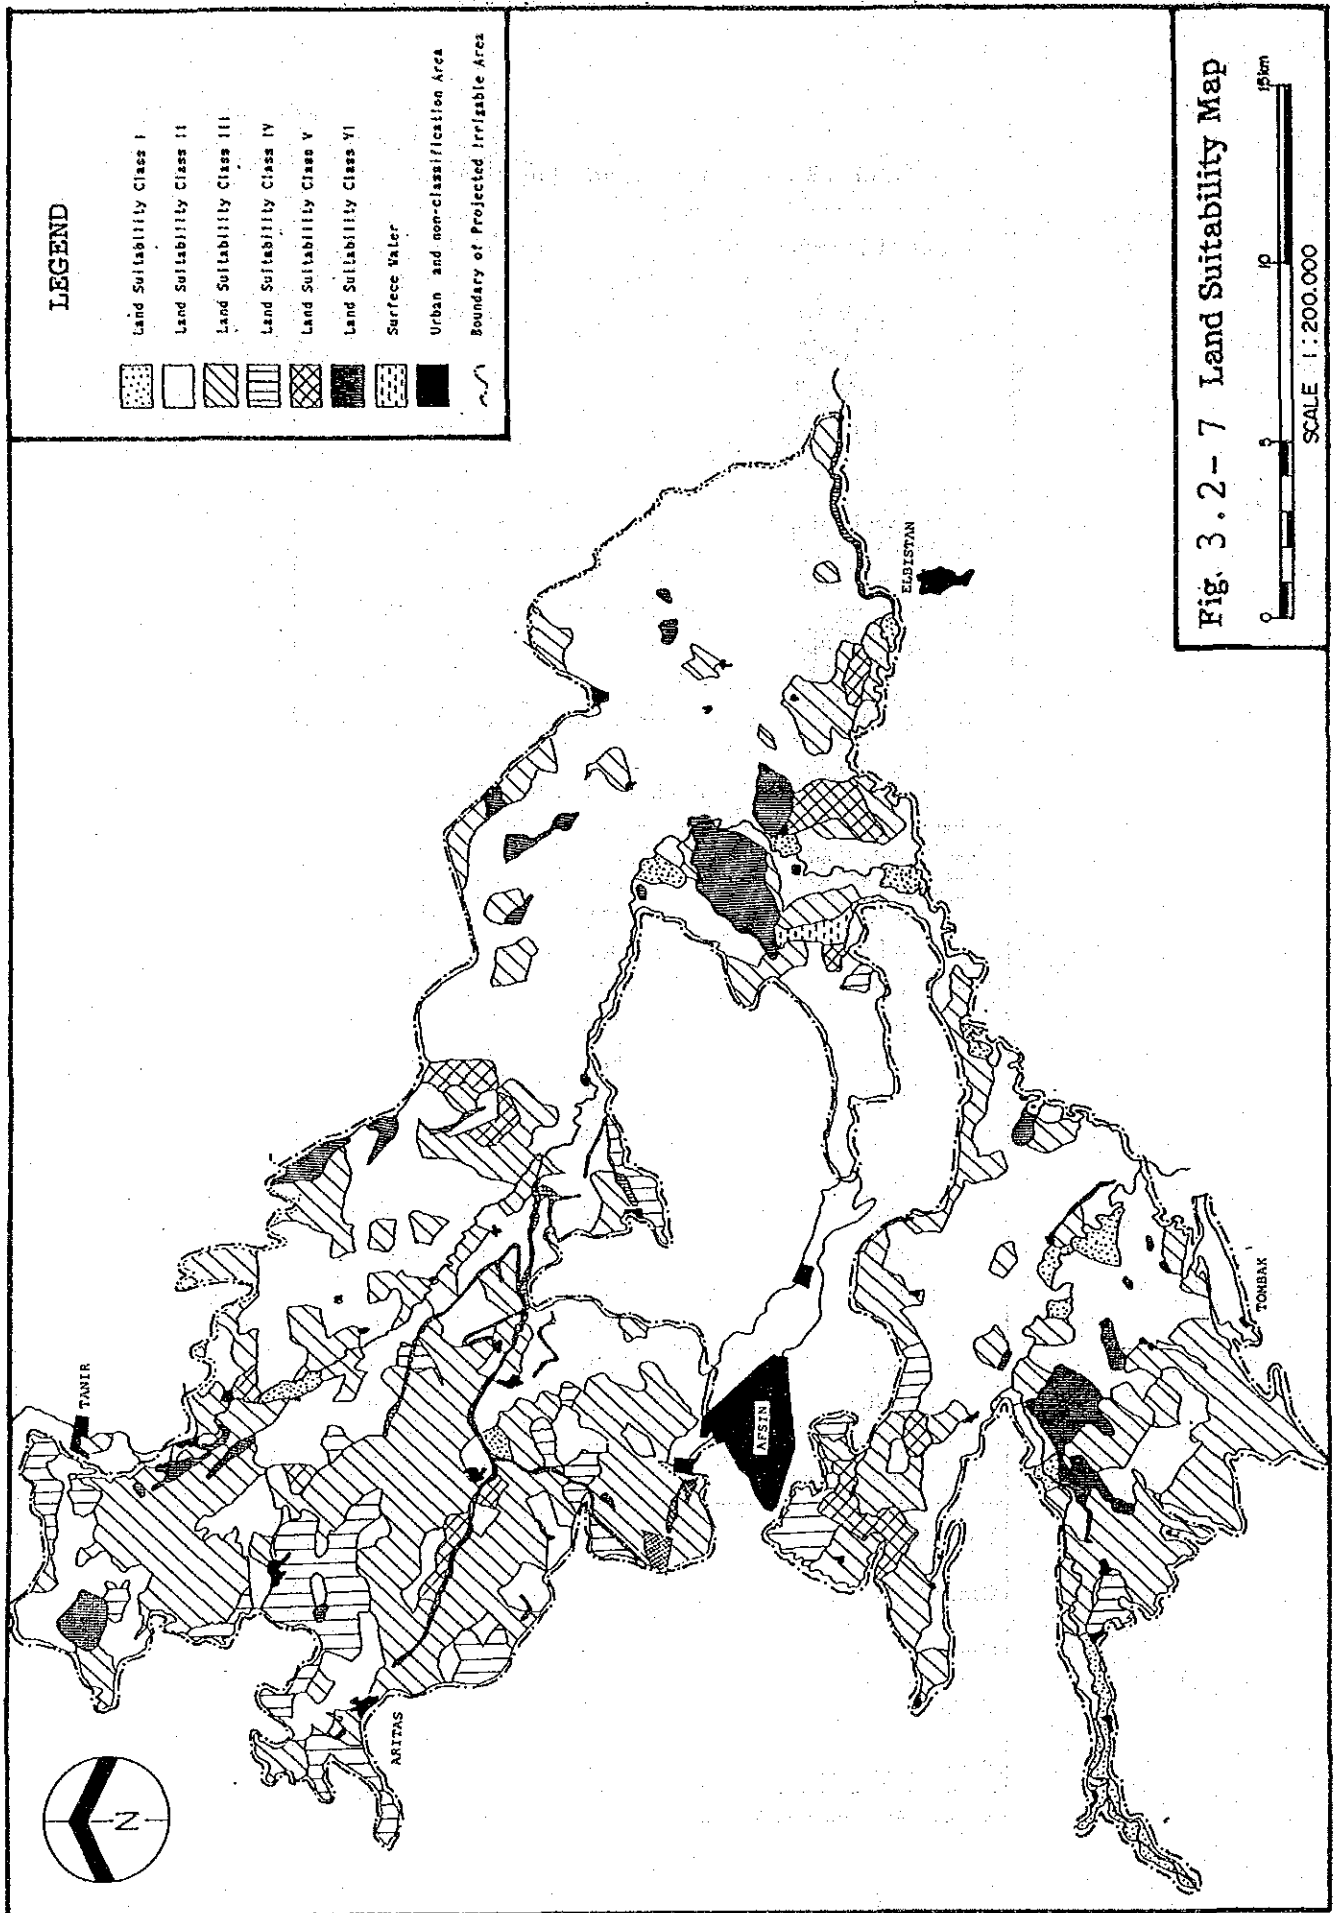 LEGEND
Land Suitability Class I
Land Suitability Class II
Land Suitability Class III
Land Suitability Class IV
Land Suitability Class V
Land Suitability Class VI
Surfece Water
Urban and non-classification Area
Boundary of Projected Irrigable Area
TANIR
ARITAS
AFSIN
ELBISTAN
TOMBAK
N
Fig. 3.2-7 Land Suitability Map
0 5 10 15km
SCALE 1:200.000